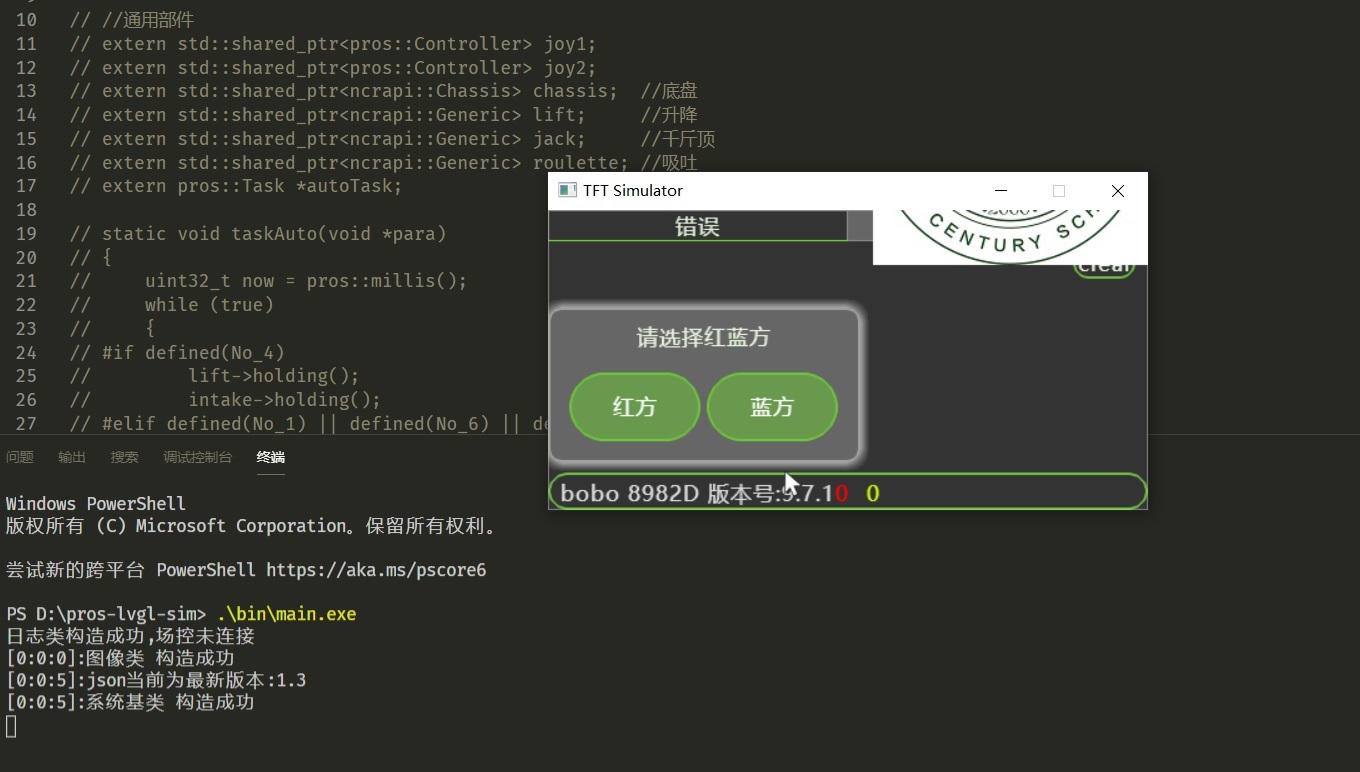 10 // //通用部件
11 // extern std::shared_ptr<pros::Controller> joy1;
12 // extern std::shared_ptr<pros::Controller> joy2;
13 // extern std::shared_ptr<ncrapi::Chassis> chassis; //底盘
14 // extern std::shared_ptr<ncrapi::Generic> lift; //升降
15 // extern std::shared_ptr<ncrapi::Generic> jack; //千斤顶
16 // extern std::shared_ptr<ncrapi::Generic> roulette; //吸吐
17 // extern pros::Task *autoTask;
18
19 // static void taskAuto(void *para)
20 // {
21 // uint32_t now = pros::millis();
22 // while (true)
23 // {
24 // #if defined(No_4)
25 // lift->holding();
26 // intake->holding();
27 // #elif defined(No_1) || defined(No_6) || de
TFT Simulator
错误
2000
CENTURY SCH
Clear
请选择红蓝方
红方 蓝方
bobo 8982D 版本号:9.7.10 0
问题 输出 搜索 调试控制台 终端
Windows PowerShell
版权所有 (C) Microsoft Corporation。保留所有权利。
尝试新的跨平台 PowerShell https://aka.ms/pscore6
PS D:\pros-lvgl-sim> .\bin\main.exe
日志类构造成功,场控未连接
[0:0:0]:图像类 构造成功
[0:0:5]:json当前为最新版本:1.3
[0:0:5]:系统基类 构造成功